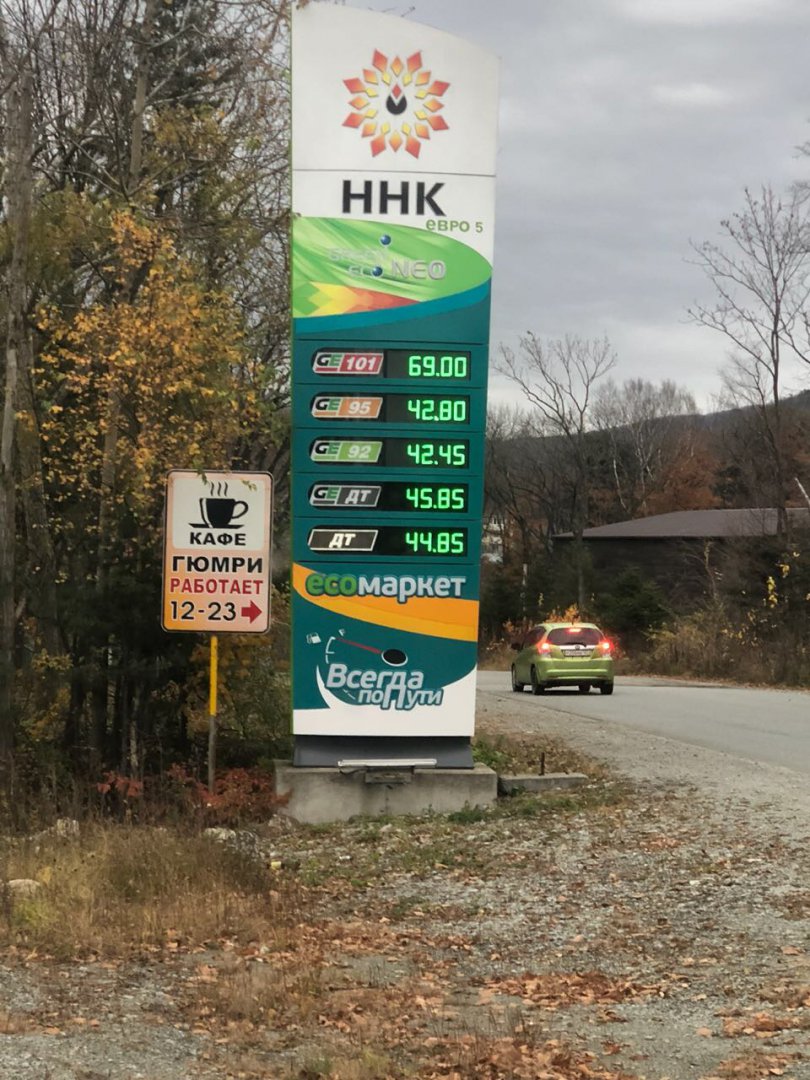 ННК
евро 5
GREEN
ECO NEO
GE 101 69.00
GE 95 42.80
GE 92 42.45
GE ДТ 45.85
ДТ 44.85
есомаркет
Всегда
по пути
КАФЕ
ГЮМРИ
РАБОТАЕТ
12-23